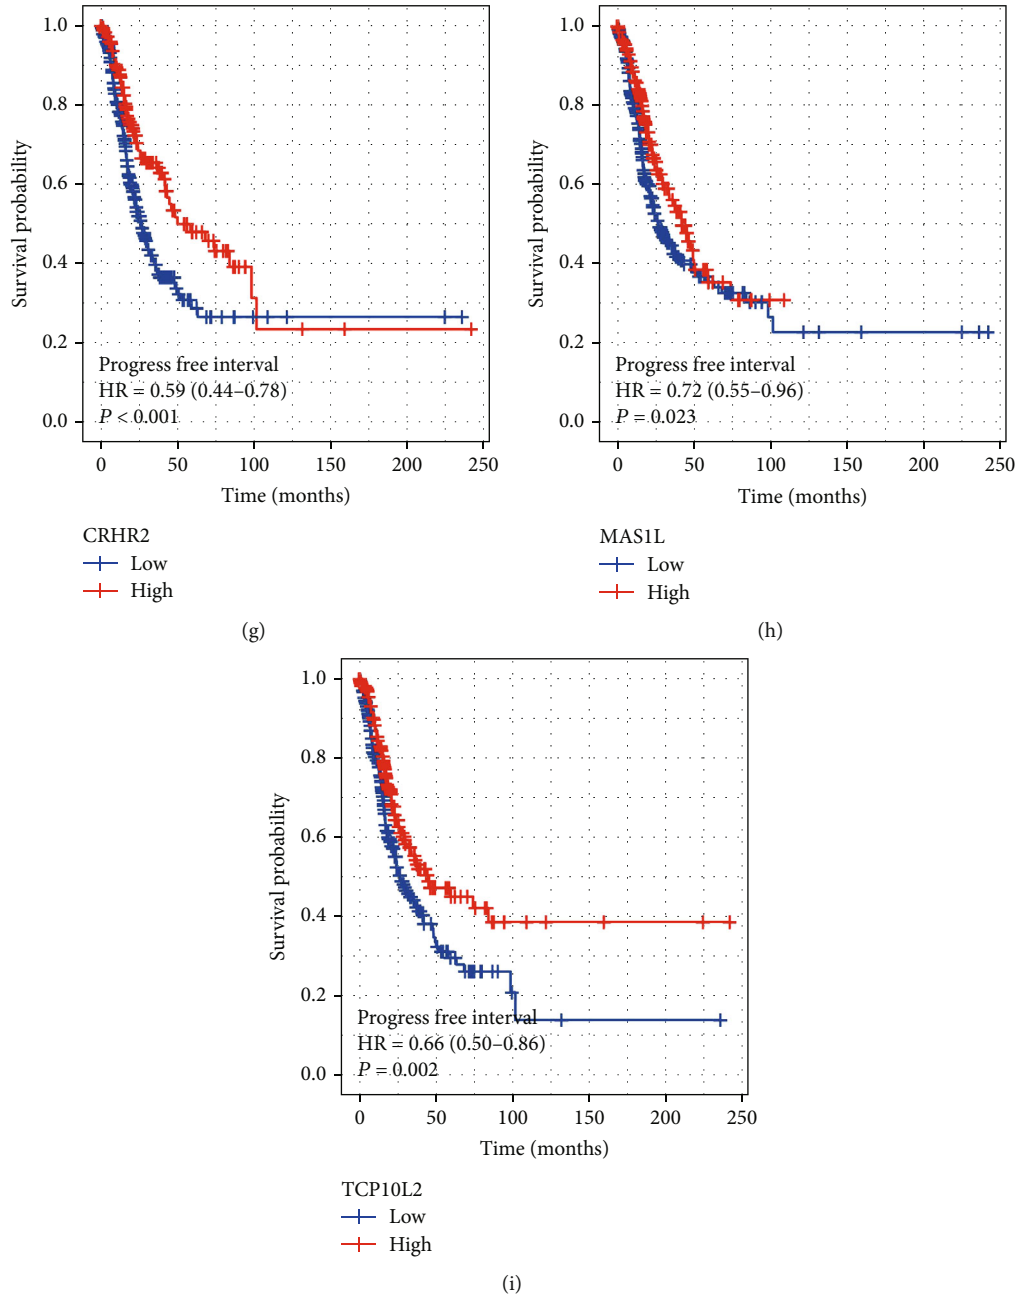 1.0
0.8
0.6
0.4
0.2
0.0
Survival probability
Progress free interval
HR = 0.59 (0.44–0.78)
P < 0.001
0 50 100 150 200 250
Time (months)
CRHR2
Low
High
(g)
1.0
0.8
0.6
0.4
0.2
0.0
Survival probability
Progress free interval
HR = 0.72 (0.55–0.96)
P = 0.023
0 50 100 150 200 250
Time (months)
MAS1L
Low
High
(h)
1.0
0.8
0.6
0.4
0.2
0.0
Survival probability
Progress free interval
HR = 0.66 (0.50–0.86)
P = 0.002
0 50 100 150 200 250
Time (months)
TCP10L2
Low
High
(i)